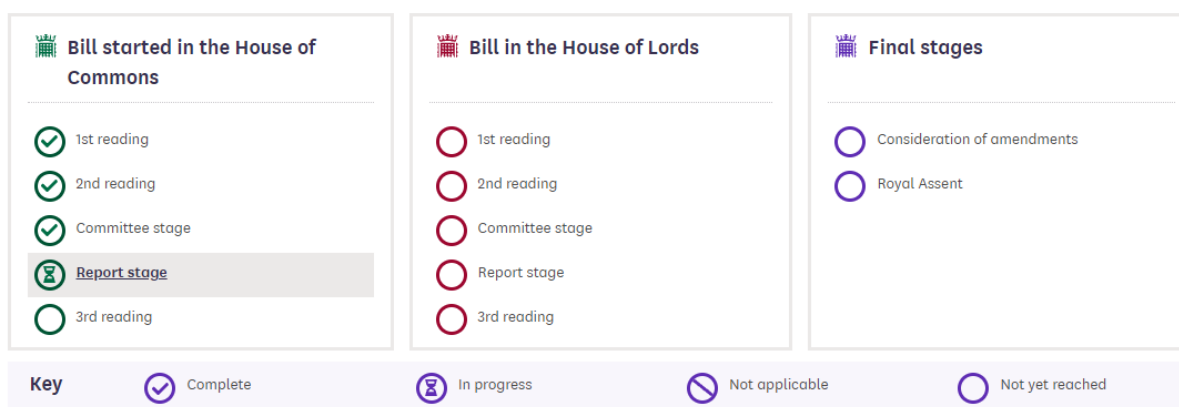 Bill started in the House of
Commons
1st reading
2nd reading
Committee stage
Report stage
3rd reading
Bill in the House of Lords
1st reading
2nd reading
Committee stage
Report stage
3rd reading
Final stages
Consideration of amendments
Royal Assent
Key
Complete
In progress
Not applicable
Not yet reached